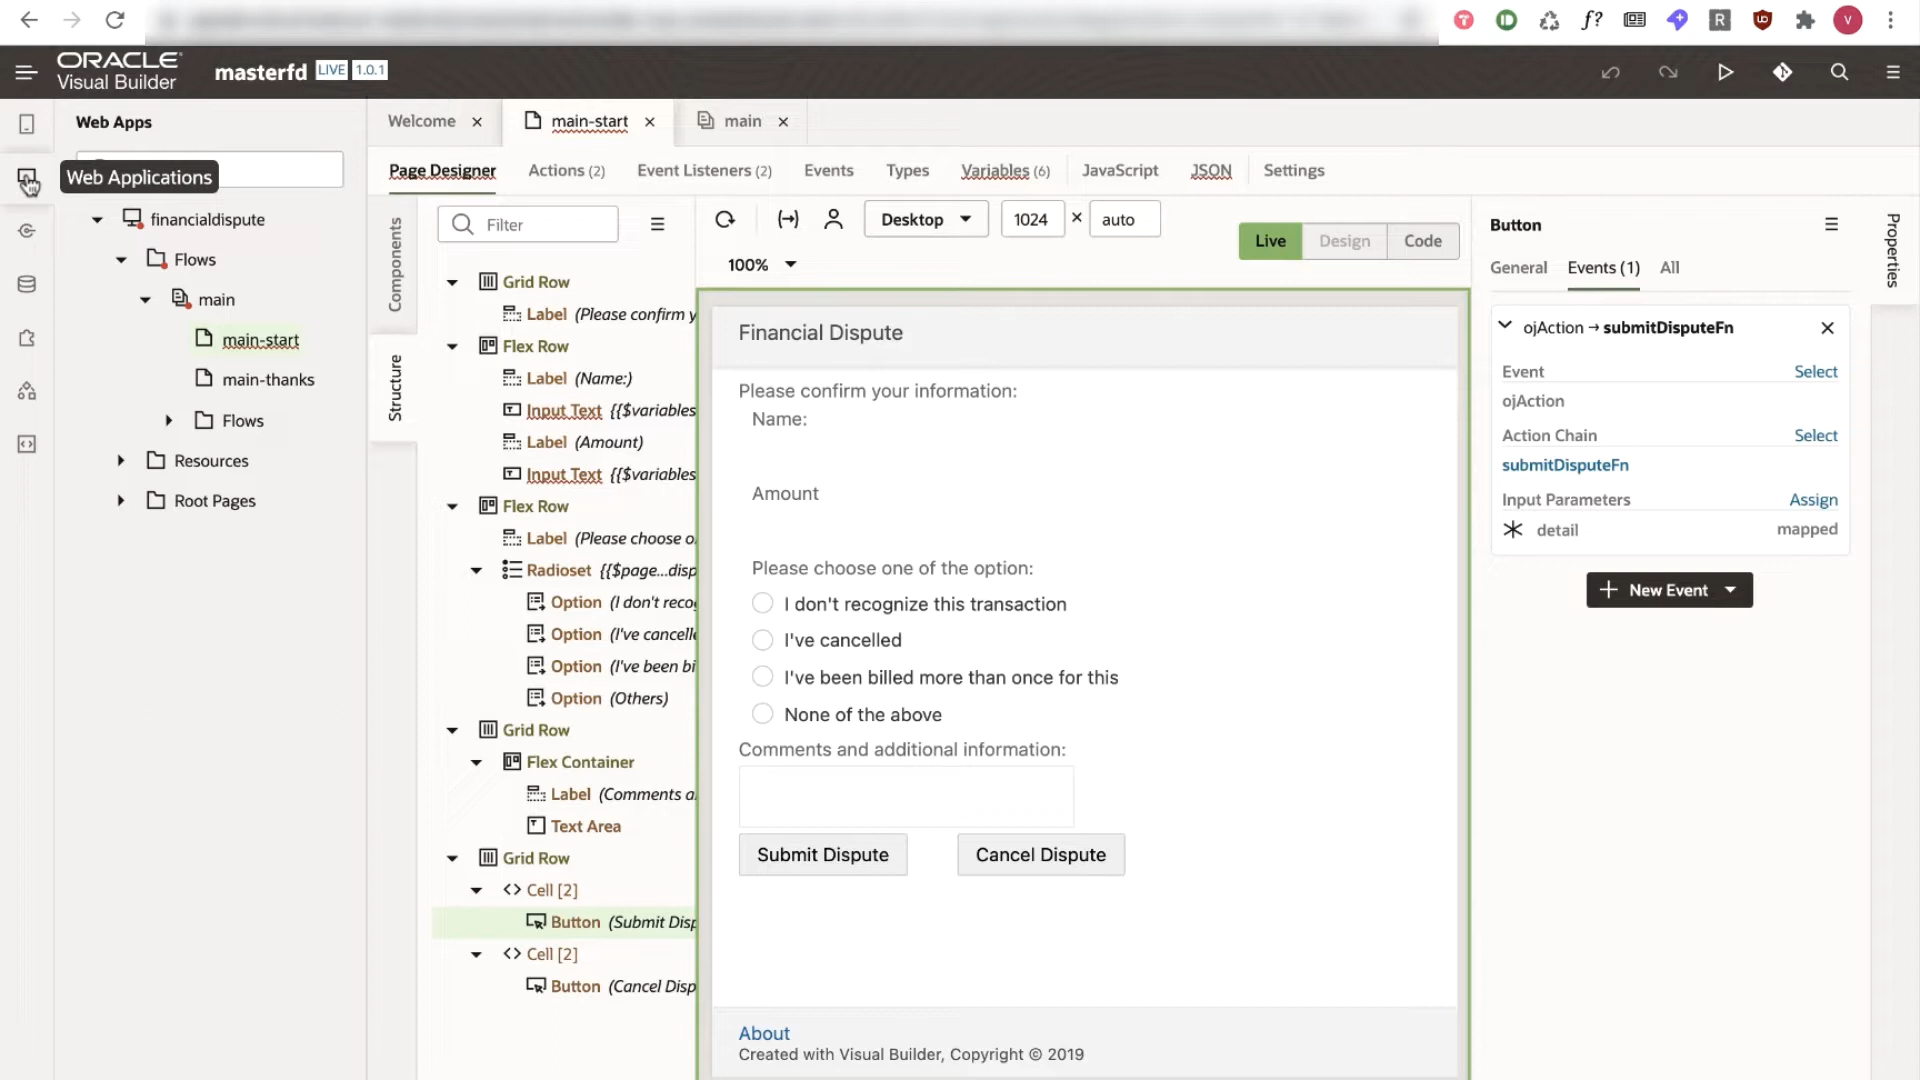 ORACLE
Visual Builder
masterfd LIVE 1.0.1
Web Apps
Web Applications
financialdispute
Flows
main
main-start
main-thanks
Flows
Resources
Root Pages
Welcome
main-start
main
Page Designer
Actions (2)
Event Listeners (2)
Events
Types
Variables (6)
JavaScript
JSON
Settings
Components
Structure
Filter
Grid Row
Label (Please confirm y
Flex Row
Label (Name:)
Input Text {{$variables
Label (Amount)
Input Text {{$variables
Flex Row
Label (Please choose o
Radioset {{$page...disp
Option (I don't reco
Option (I've cancell
Option (I've been bi
Option (Others)
Grid Row
Flex Container
Label (Comments a
Text Area
Grid Row
Cell [2]
Button (Submit Disp
Cell [2]
Button (Cancel Disp
Desktop
1024 × auto
100%
Live
Design
Code
Financial Dispute
Please confirm your information:
Name:
Amount
Please choose one of the option:
I don't recognize this transaction
I've cancelled
I've been billed more than once for this
None of the above
Comments and additional information:
Submit Dispute
Cancel Dispute
About
Created with Visual Builder, Copyright © 2019
Button
General
Events (1)
All
ojAction → submitDisputeFn
Event
Select
ojAction
Action Chain
Select
submitDisputeFn
Input Parameters
Assign
detail
mapped
New Event
Properties
f?
R
V